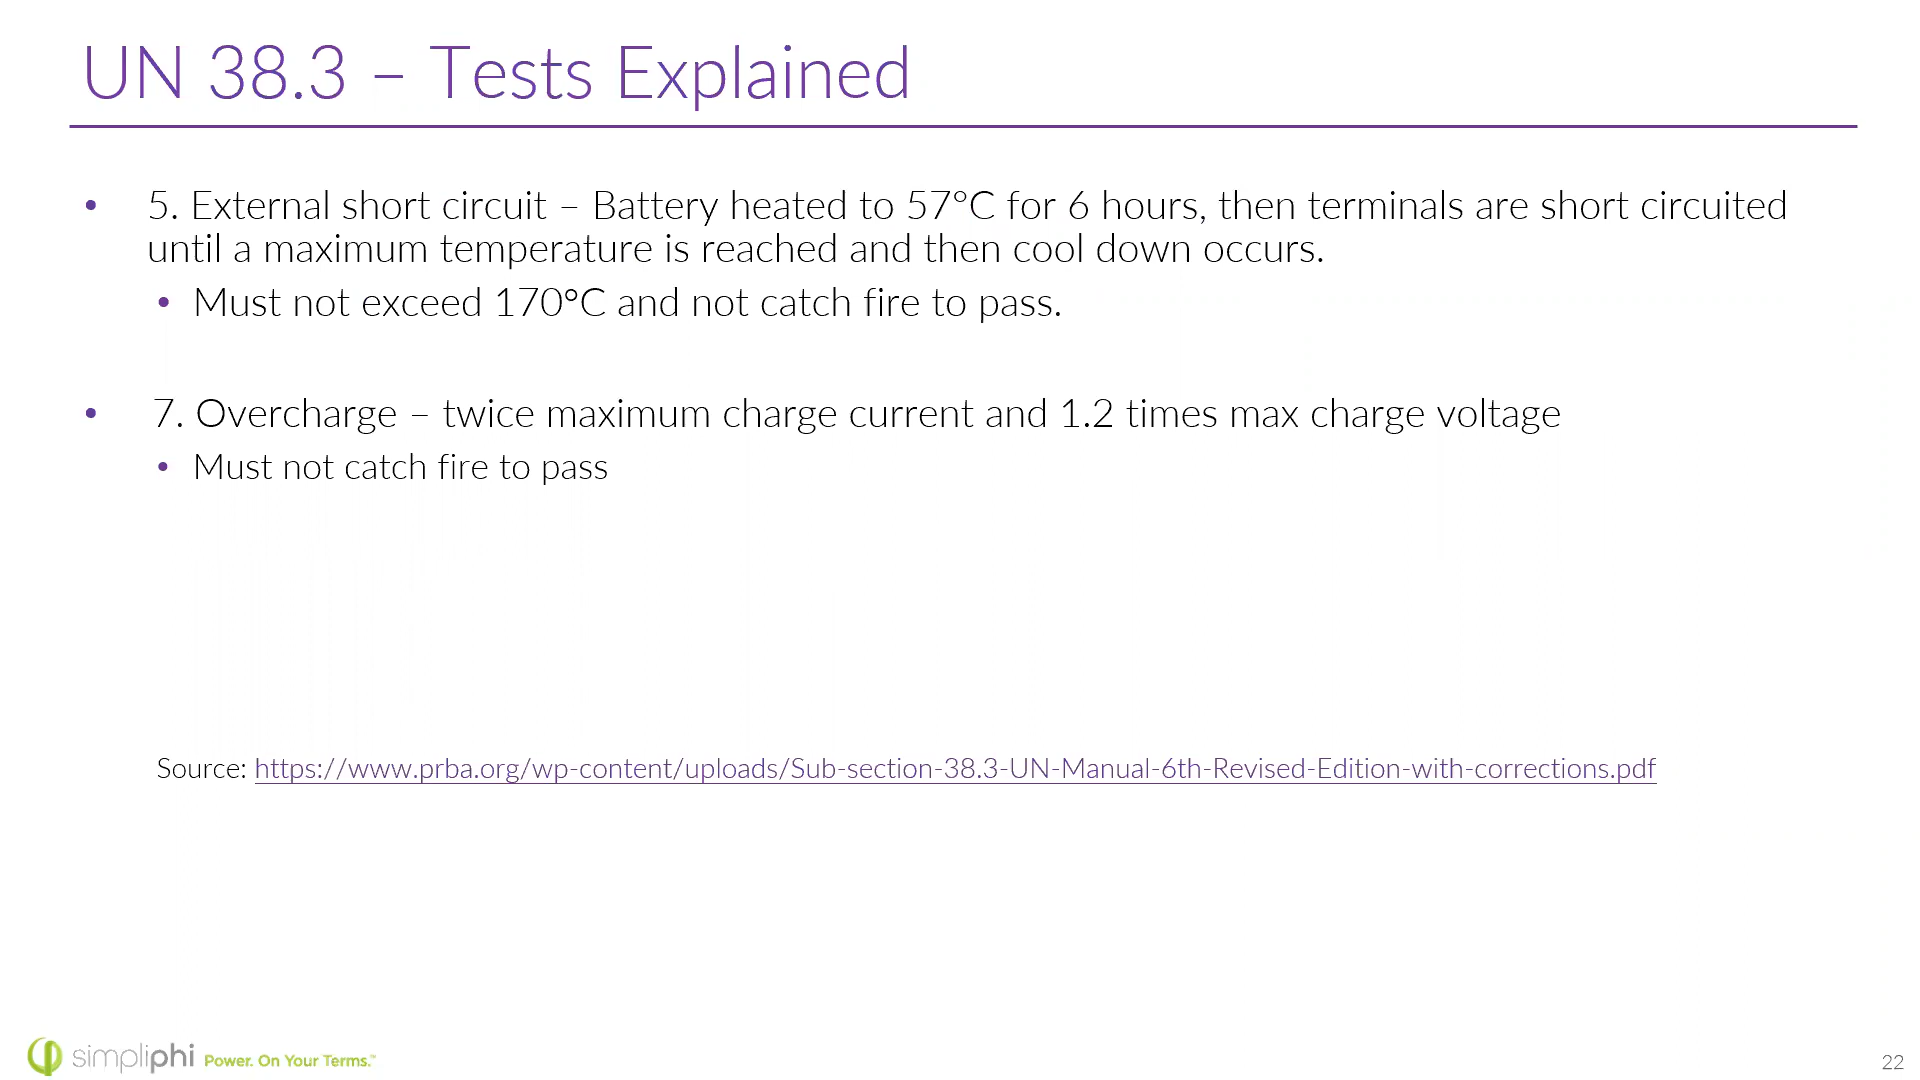 UN 38.3 – Tests Explained
• 5. External short circuit – Battery heated to 57°C for 6 hours, then terminals are short circuited
until a maximum temperature is reached and then cool down occurs.
• Must not exceed 170°C and not catch fire to pass.
• 7. Overcharge – twice maximum charge current and 1.2 times max charge voltage
• Must not catch fire to pass
Source: https://www.prba.org/wp-content/uploads/Sub-section-38.3-UN-Manual-6th-Revised-Edition-with-corrections.pdf
simpliphi Power. On Your Terms.™
22